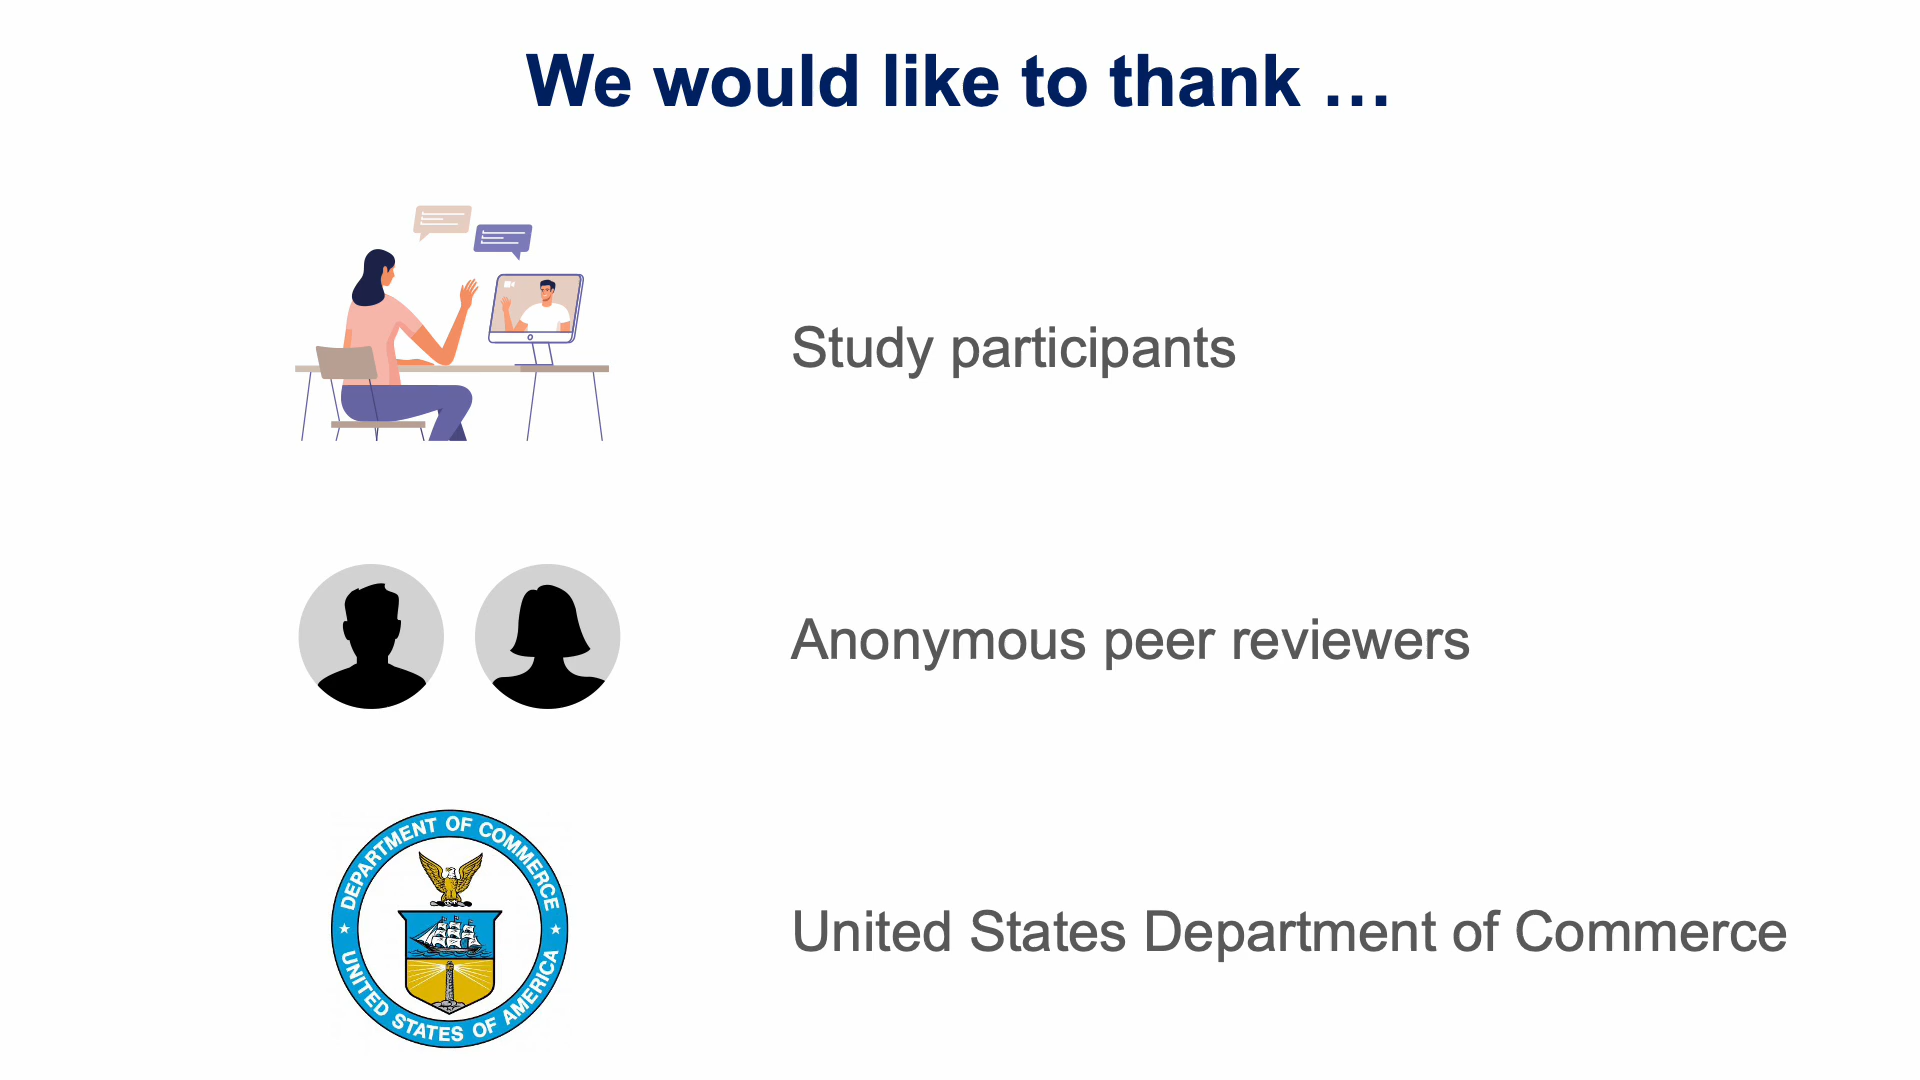 We would like to thank …
Study participants
Anonymous peer reviewers
DEPARTMENT OF COMMERCE
UNITED STATES OF AMERICA
United States Department of Commerce